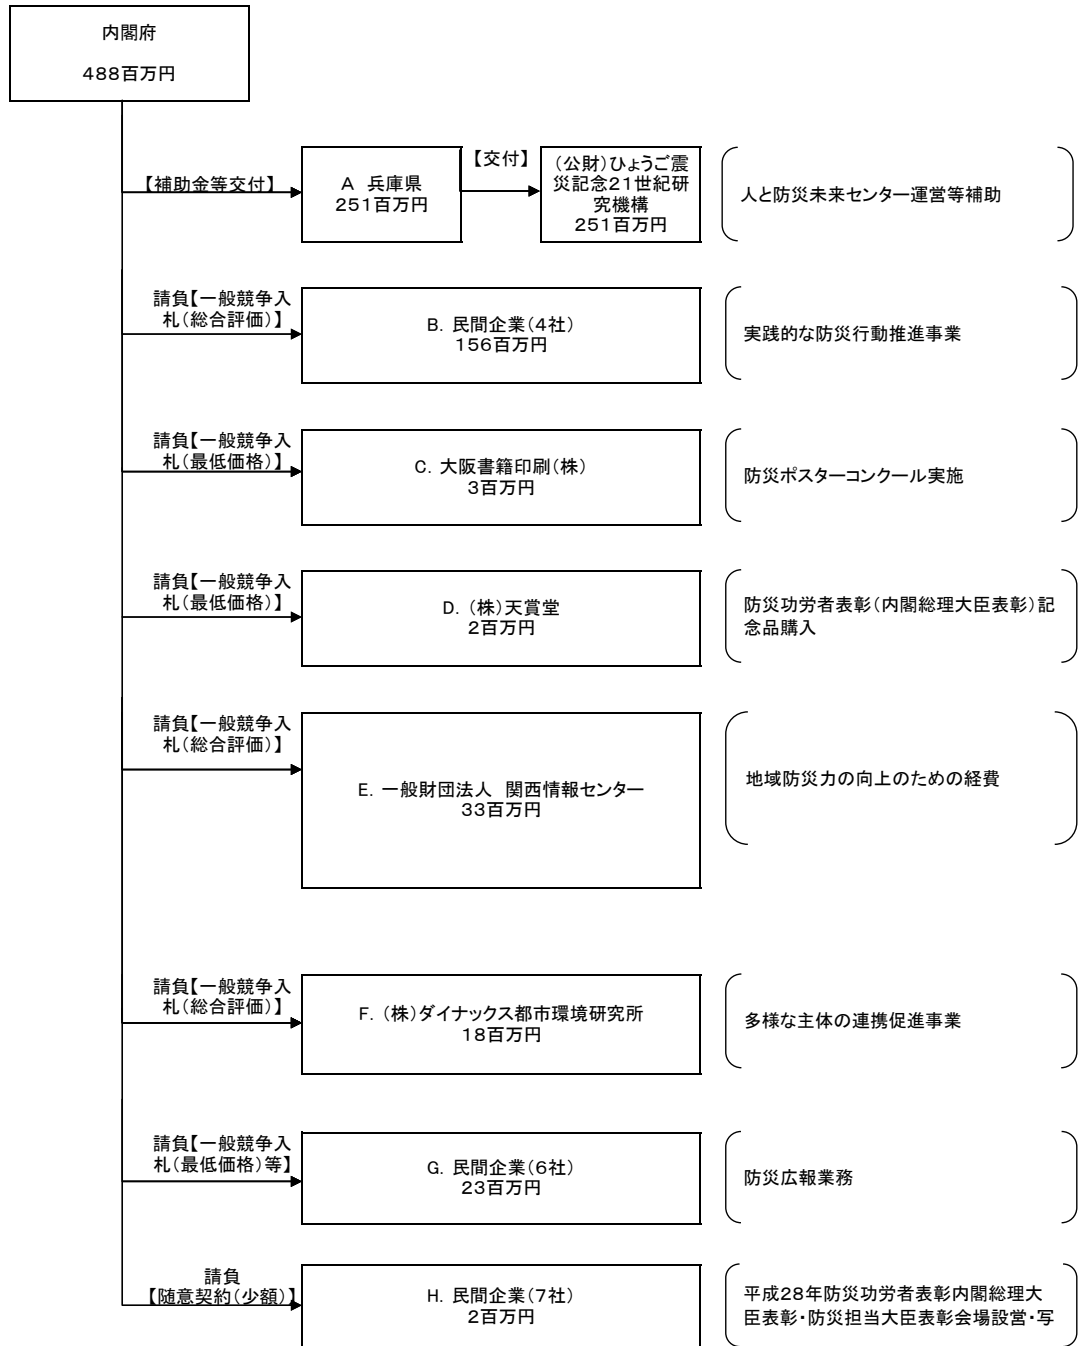 内閣府
488百万円
【補助金等交付】
A 兵庫県
251百万円
【交付】
(公財)ひょうご震
災記念21世紀研
究機構
251百万円
人と防災未来センター運営等補助
請負【一般競争入
札(総合評価)】
B. 民間企業(4社)
156百万円
実践的な防災行動推進事業
請負【一般競争入
札(最低価格)】
C. 大阪書籍印刷(株)
3百万円
防災ポスターコンクール実施
請負【一般競争入
札(最低価格)】
D. (株)天賞堂
2百万円
防災功労者表彰(内閣総理大臣表彰)記
念品購入
請負【一般競争入
札(総合評価)】
E. 一般財団法人 関西情報センター
33百万円
地域防災力の向上のための経費
請負【一般競争入
札(総合評価)】
F. (株)ダイナックス都市環境研究所
18百万円
多様な主体の連携促進事業
請負【一般競争入
札(最低価格)等】
G. 民間企業(6社)
23百万円
防災広報業務
請負
【随意契約(少額)】
H. 民間企業(7社)
2百万円
平成28年防災功労者表彰内閣総理大
臣表彰・防災担当大臣表彰会場設営・写